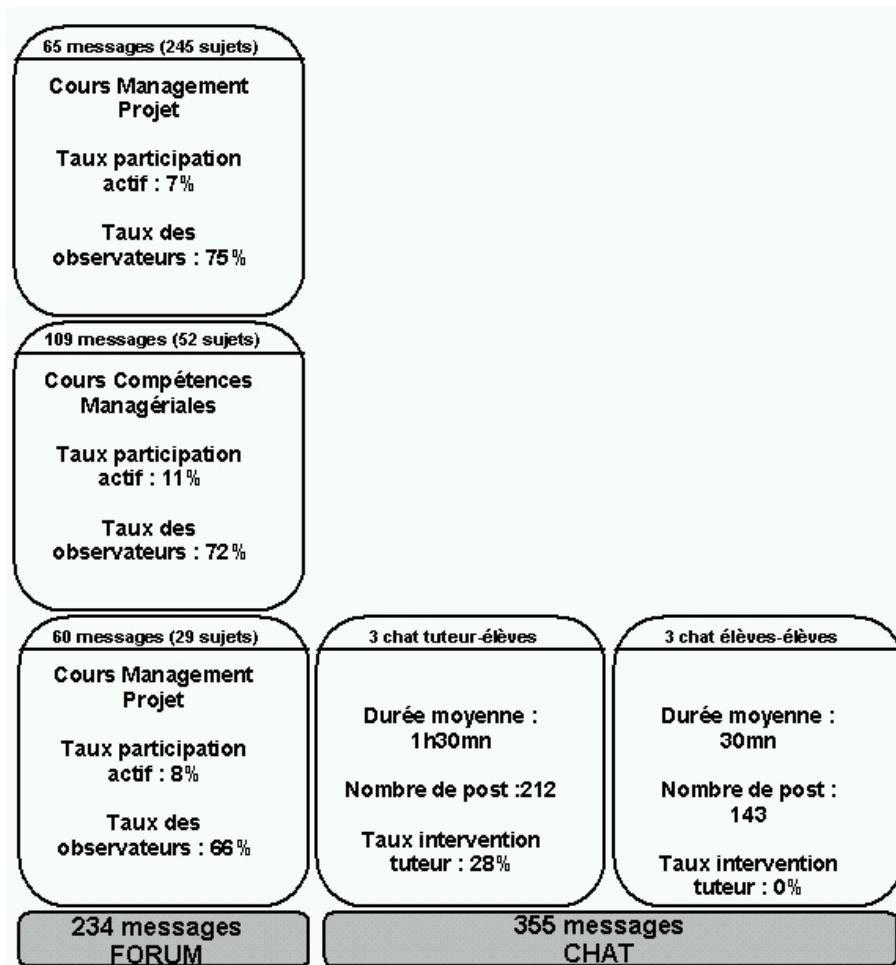 65 messages (245 sujets)
Cours Management
Projet
Taux participation
actif : 7%
Taux des
observateurs : 75%
109 messages (52 sujets)
Cours Compétences
Managériales
Taux participation
actif : 11%
Taux des
observateurs : 72%
60 messages (29 sujets)
Cours Management
Projet
Taux participation
actif : 8%
Taux des
observateurs : 66%
3 chat tuteur-élèves
Durée moyenne :
1h30mn
Nombre de post :212
Taux intervention
tuteur : 28%
3 chat élèves-élèves
Durée moyenne :
30mn
Nombre de post :
143
Taux intervention
tuteur : 0%
234 messages
FORUM
355 messages
CHAT